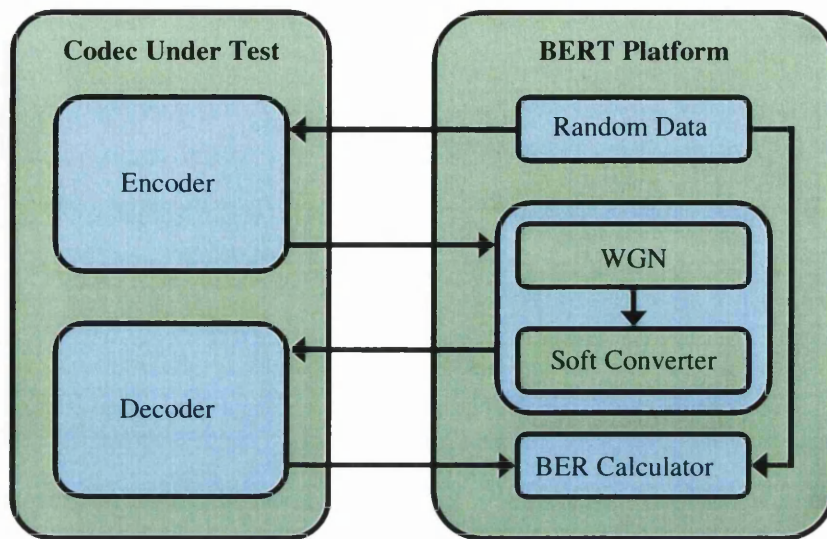 Codec Under Test
BERT Platform
Encoder
Random Data
WGN
Soft Converter
Decoder
BER Calculator